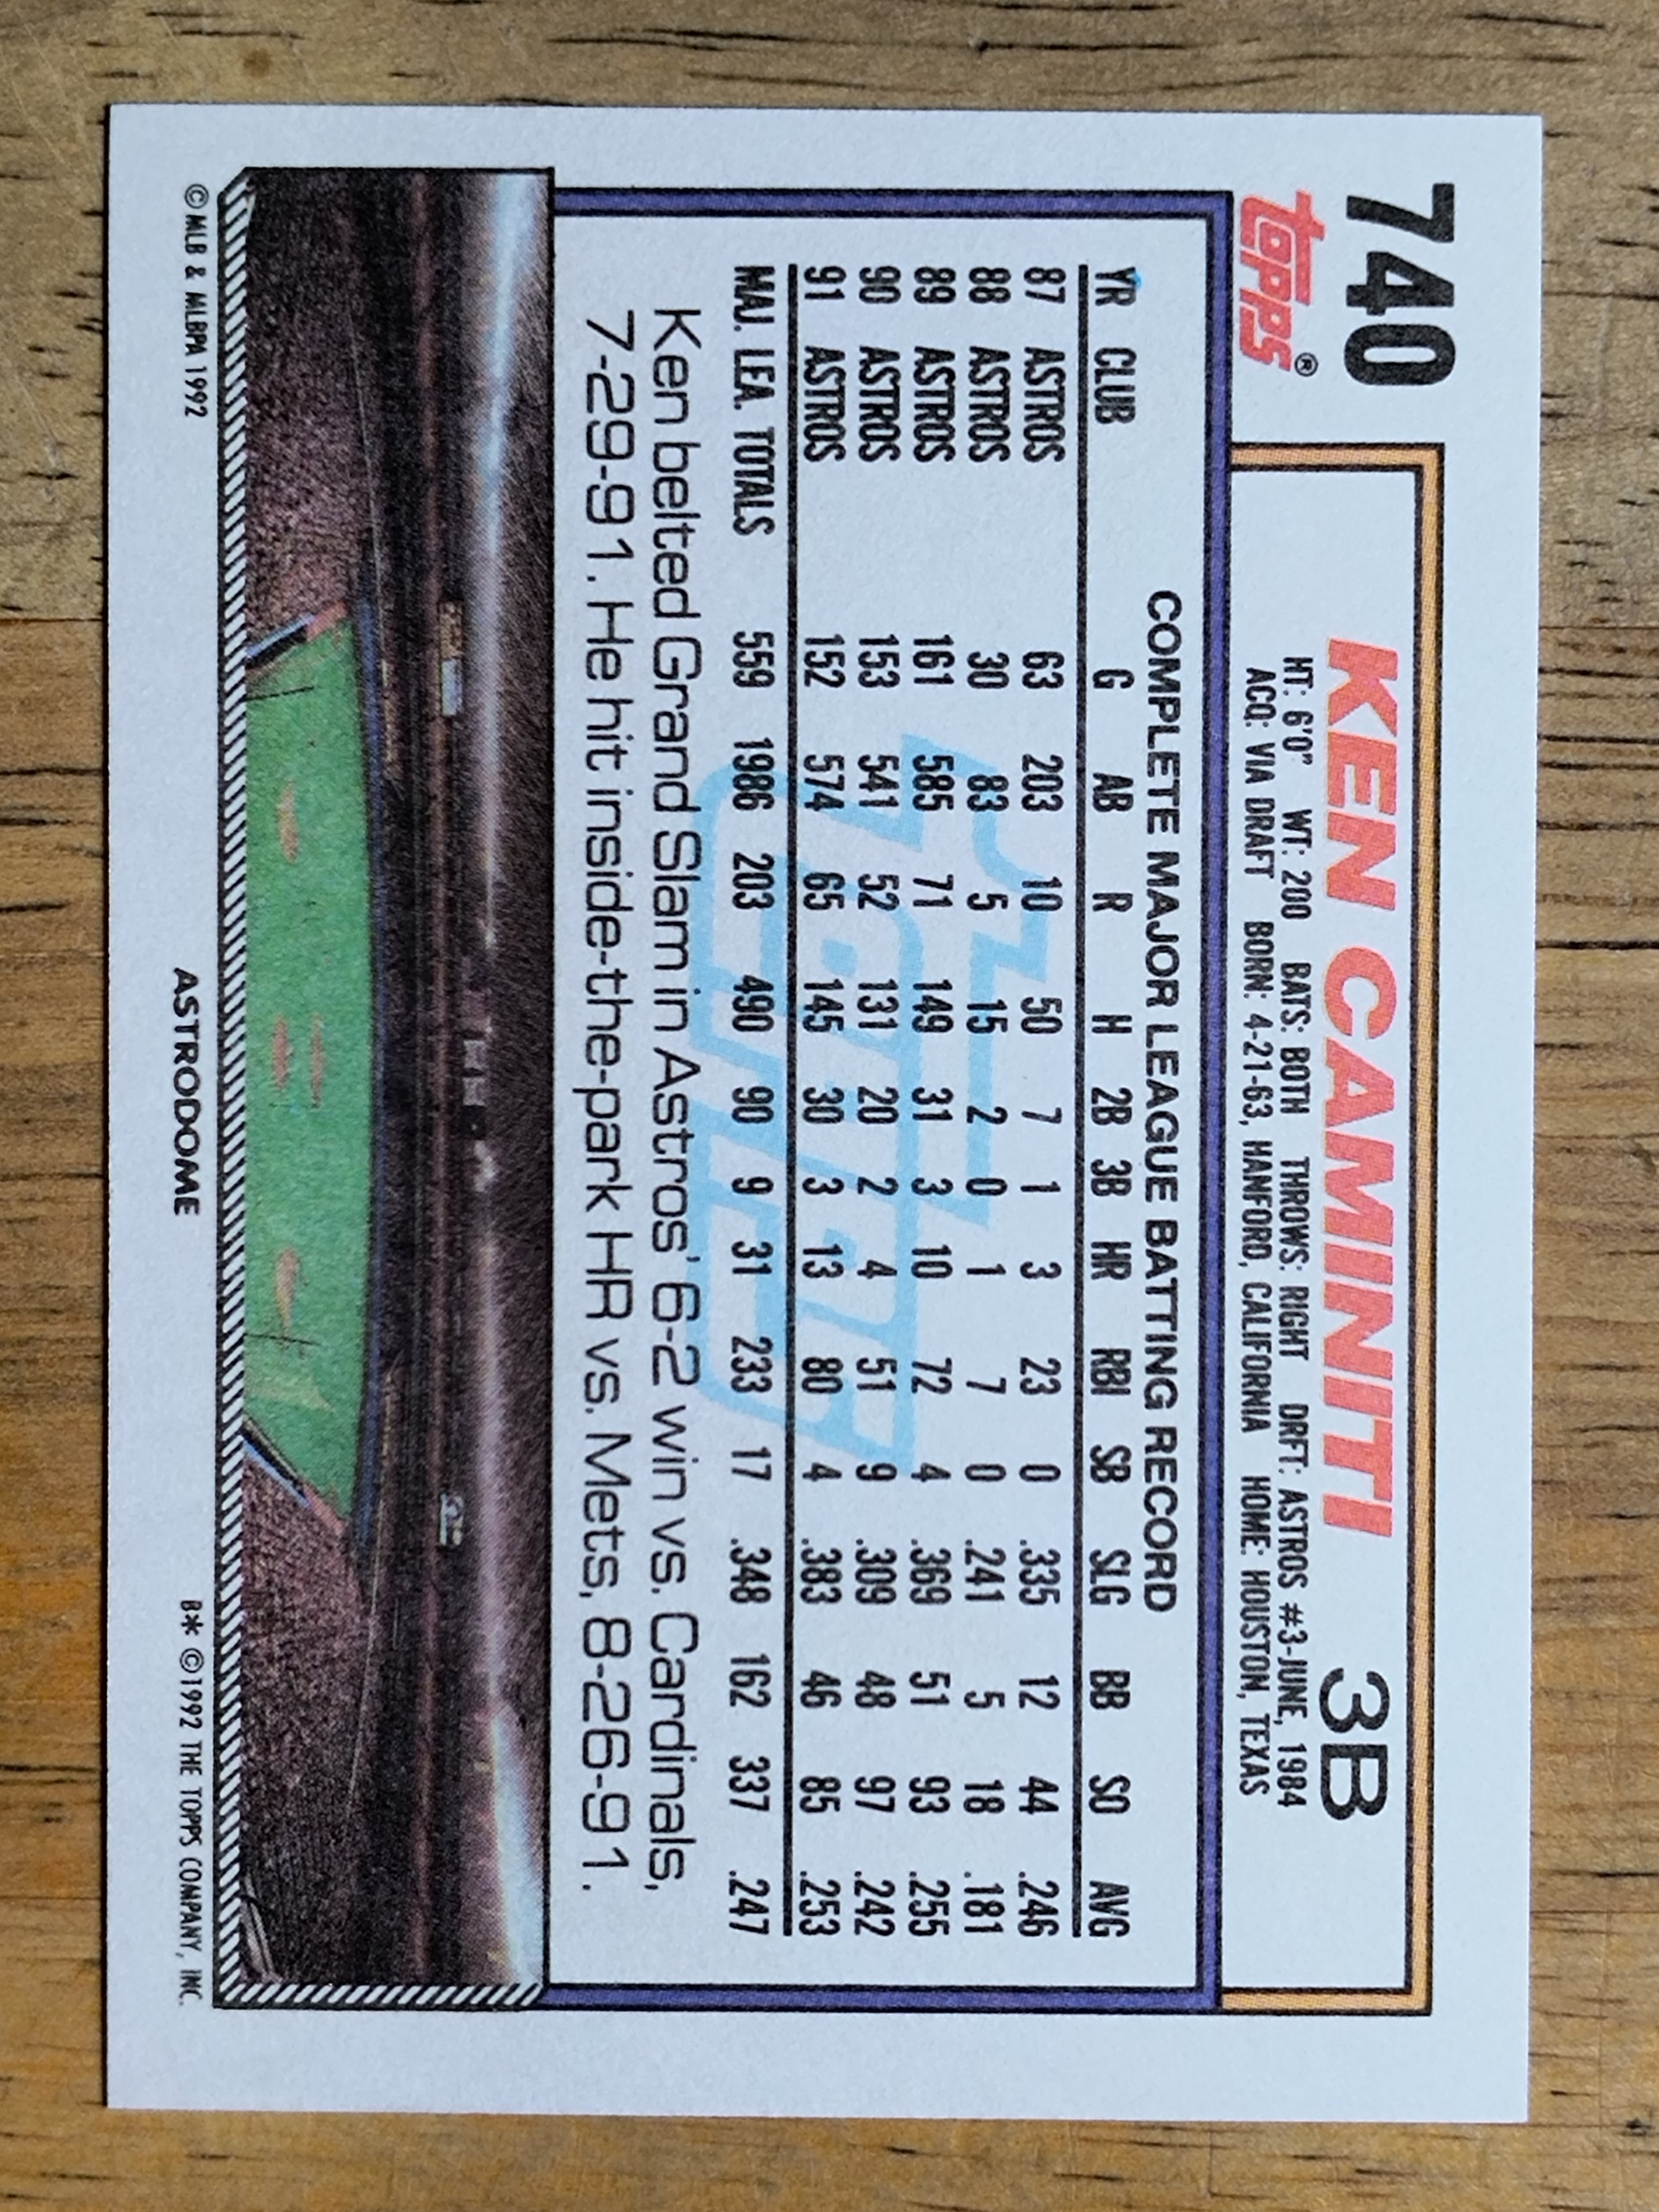 740
TOPPS®
KEN CAMINITI 3B
HT: 6'0" WT: 200 BATS: BOTH THROWS: RIGHT DRFT: ASTROS #3-JUNE, 1984
ACQ: VIA DRAFT BORN: 4-21-63, HANFORD, CALIFORNIA HOME: HOUSTON, TEXAS
COMPLETE MAJOR LEAGUE BATTING RECORD
YR CLUB G AB R H 2B 3B HR RBI SB SLG BB SO AVG
87 ASTROS 63 203 10 50 7 1 3 23 0 .335 12 44 .246
88 ASTROS 30 83 5 15 2 0 1 7 0 .241 5 18 .181
89 ASTROS 161 585 71 149 31 3 10 72 4 .369 51 93 .255
90 ASTROS 153 541 52 131 20 2 4 51 9 .309 48 97 .242
91 ASTROS 152 574 65 145 30 3 13 80 4 .383 46 85 .253
MAJ. LEA. TOTALS 559 1986 203 490 90 9 31 233 17 .348 162 337 .247
Ken belted Grand Slam in Astros' 6-2 win vs. Cardinals,
7-29-91. He hit inside-the-park HR vs. Mets, 8-26-91.
© MLB & MLBPA 1992
ASTRODOME
B* ©1992 THE TOPPS COMPANY, INC.